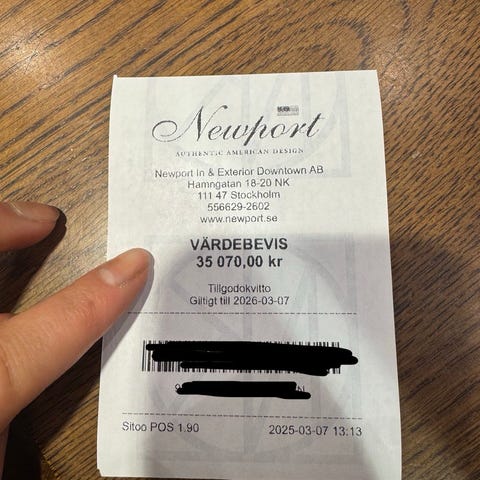 Newport
AUTHENTIC AMERICAN DESIGN
Newport In & Exterior Downtown AB
Hamngatan 18-20 NK
111 47 Stockholm
556629-2602
www.newport.se
VÄRDEBEVIS
35 070,00 kr
Tillgodokvitto
Giltigt till 2026-03-07
Sitoo POS 1.90
2025-03-07 13:13